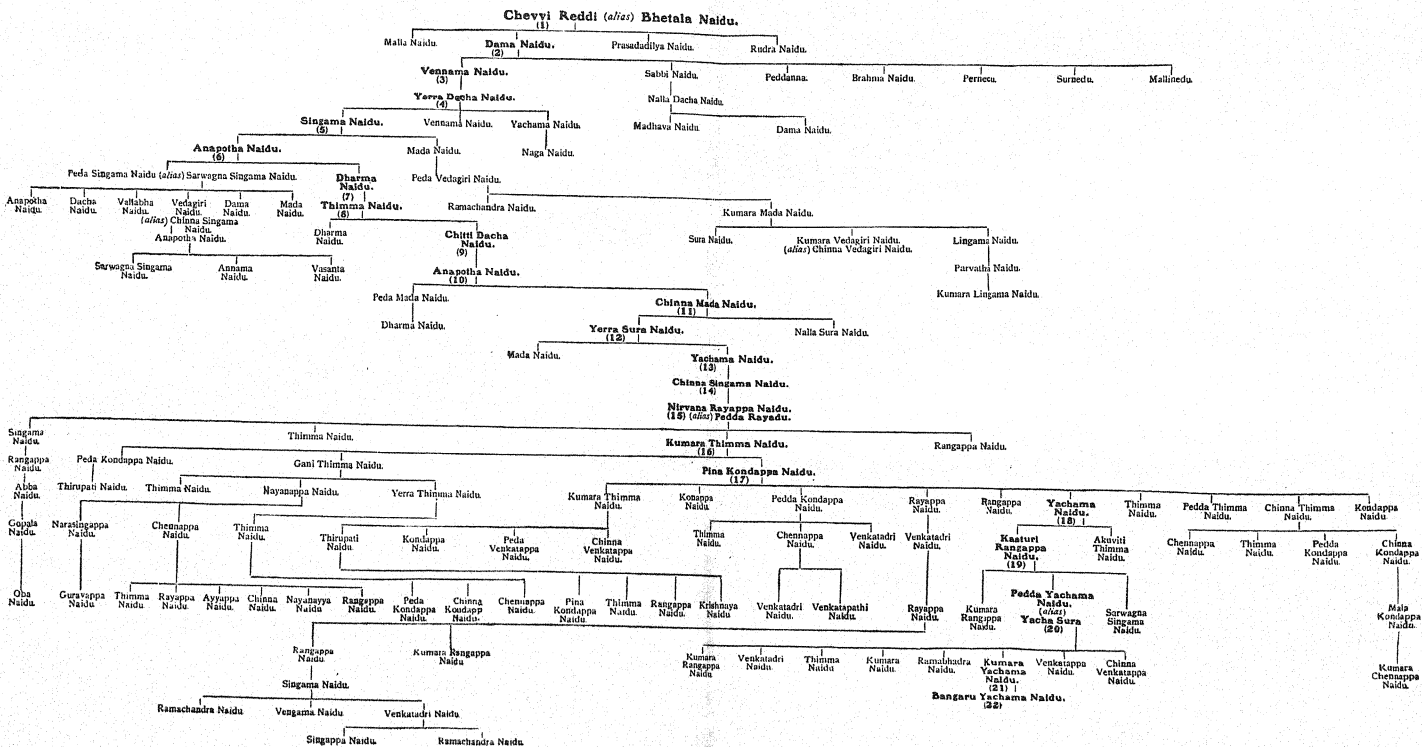 Chevvi Reddi (alias) Bhetala Naidu.
(1)
Malla Naidu. Dama Naidu. Prasadadilya Naidu. Rudra Naidu.
(2)
Vennama Naidu. Sabbi Naidu. Peddanna. Brahma Naidu. Pernedu. Surnedu. Mallinedu.
(3)
Yerra Dacha Naidu. Nalla Dacha Naidu.
(4)
Singama Naidu. Vennama Naidu. Yachama Naidu. Madhava Naidu. Dama Naidu.
(5)
Anapotha Naidu. Mada Naidu. Naga Naidu.
(6)
Peda Singama Naidu (alias) Sarwagna Singama Naidu. Dharma Peda Vedagiri Naidu.
Naidu.
(7)
Anapotha Dacha Vallabha Vedagiri Dama Mada Thimma Naidu. Ramachandra Naidu. Kumara Mada Naidu.
Naidu. Naidu. Naidu. Naidu. Naidu. Naidu. (8)
(alias) Chinna Singama
Naidu. Dharma Chitti Dacha Sura Naidu. Kumara Vedagiri Naidu. Lingama Naidu.
Anapotha Naidu. Naidu. Naidu. (alias) Chinna Vedagiri Naidu.
(9)
Sarwagna Singama Annama Vasanta Anapotha Naidu. Parvatha Naidu.
Naidu. Naidu. Naidu. (10)
Peda Mada Naidu. Chinna Mada Naidu. Kumara Lingama Naidu.
(11)
Dharma Naidu. Yerra Sura Naidu. Nalla Sura Naidu.
(12)
Mada Naidu. Yachama Naidu.
(13)
Chinna Singama Naidu.
(14)
Nirvana Rayappa Naidu.
(15) (alias) Pedda Rayadu.
Singama Thimma Naidu. Kumara Thimma Naidu. Rangappa Naidu.
Naidu. (16)
Rangappa Peda Kondappa Naidu. Gani Thimma Naidu. Pina Kondappa Naidu.
Naidu. (17)
Abba Thirupati Naidu. Thimma Naidu. Nayanappa Naidu. Yerra Thimma Naidu. Kumara Thimma Konappa Pedda Kondappa Rayappa Rangappa Yachama Thimma Pedda Thimma Chinna Thimma Kondappa
Naidu. Naidu. Naidu. Naidu. Naidu. Naidu. Naidu. Naidu. Naidu. Naidu. Naidu.
(18)
Gopala Narasingappa Chennappa Thimma Thirupati Kondappa Peda Chinna Thimma Chennappa Venkatadri Venkatadri Kasturi Akuviti Chennappa Thimma Pedda Chinna
Naidu. Naidu. Naidu. Naidu. Naidu. Naidu. Venkatappa Venkatappa Naidu. Naidu. Naidu. Naidu. Rangappa Thimma Naidu. Naidu. Kondappa Kondappa
Naidu. Naidu. Naidu. Naidu. Naidu. Naidu.
(19)
Oba Guravappa Thimma Rayappa Ayyappa Chinna Nayanayya Rangappa Peda Chinna Chennappa Pina Thimma Rangappa Krishnaya Venkatadri Venkatapathi Rayappa Kumara Pedda Yachama Sarwagna Mala
Naidu. Naidu. Naidu. Naidu. Naidu. Naidu. Naidu Naidu. Kondappa Koudapp Naidu. Kondappa Naidu. Naidu. Naidu Naidu. Naidu. Naidu. Rangappa Naidu. Singama Kondappa
Naidu. Naidu. Naidu. Naidu. (alias) Naidu. Naidu.
Yacha Sura
(20)
Rangappa Kumara Rangappa Kumara Venkatadri Thimma Kumara Ramabhadra Kumara Venkatappa Chinna Kumara
Naidu. Naidu Rangappa Naidu. Naidu Naidu. Naidu. Yachama Naidu. Venkatappa Chennappa
Naidu Naidu. Naidu. Naidu.
(21)
Singama Naidu. Bangaru Yachama Naidu.
(22)
Ramachandra Naidu. Vengama Naidu. Venkatadri Naidu.
Singappa Naidu. Ramachandra Naidu.